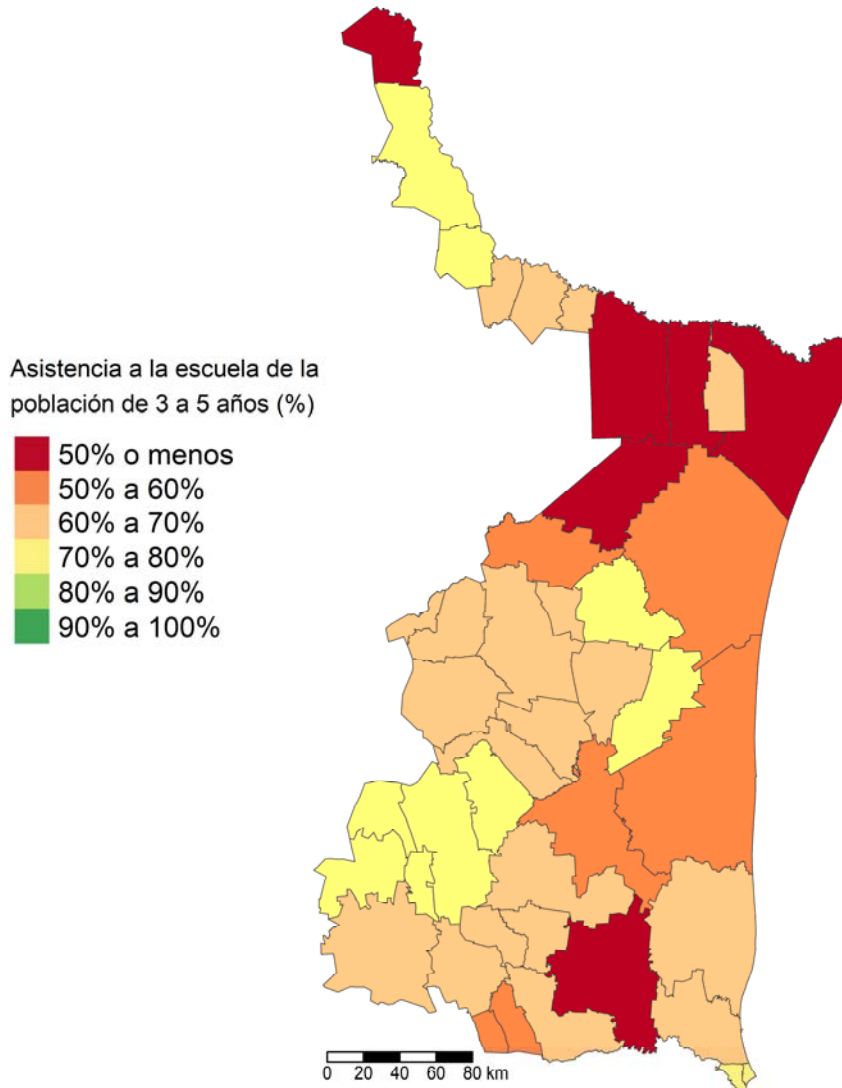 Asistencia a la escuela de la
población de 3 a 5 años (%)
50% o menos
50% a 60%
60% a 70%
70% a 80%
80% a 90%
90% a 100%
0 20 40 60 80 km